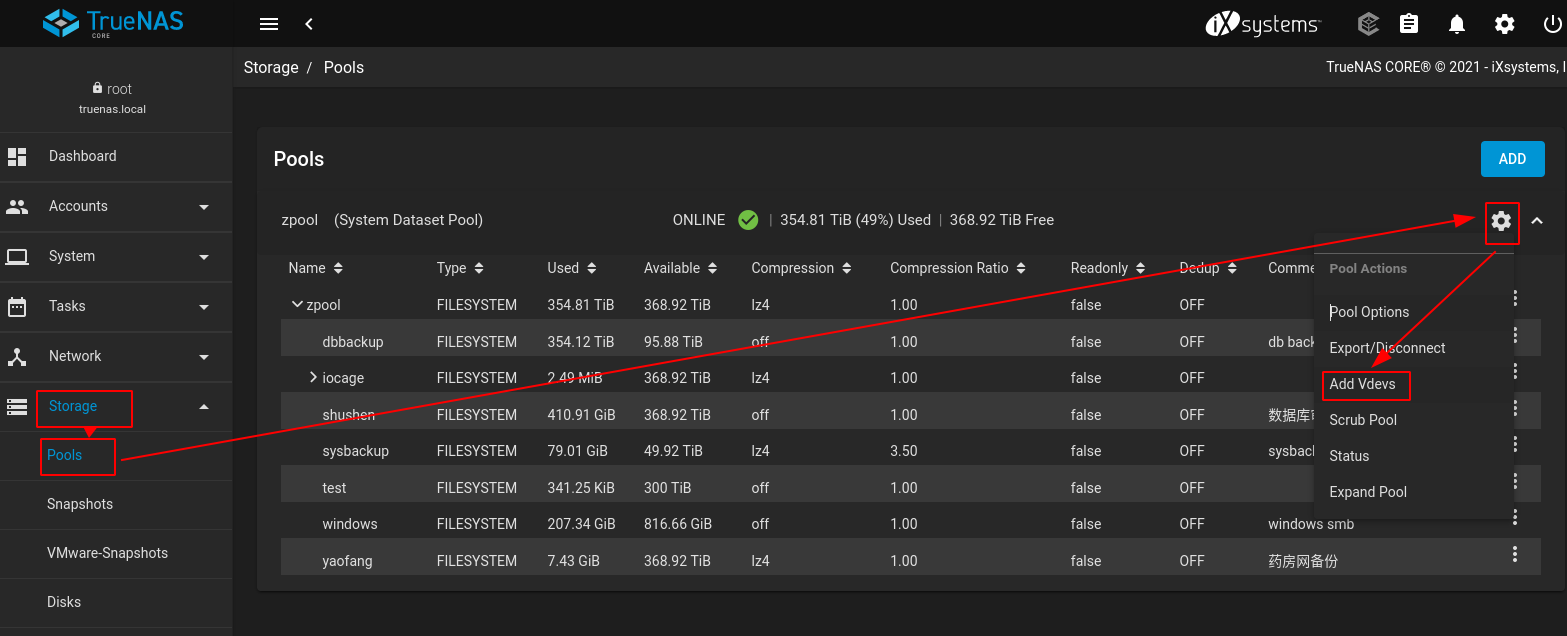 TrueNAS
CORE
iXsystems™
Storage / Pools
TrueNAS CORE® © 2021 - iXsystems, I
root
truenas.local
Dashboard
Accounts
System
Tasks
Network
Storage
Pools
Snapshots
VMware-Snapshots
Disks
Pools
ADD
zpool (System Dataset Pool) ONLINE | 354.81 TiB (49%) Used | 368.92 TiB Free
Name Type Used Available Compression Compression Ratio Readonly Dedup Comme
zpool FILESYSTEM 354.81 TiB 368.92 TiB lz4 1.00 false OFF
dbbackup FILESYSTEM 354.12 TiB 95.88 TiB off 1.00 false OFF db back
iocage FILESYSTEM 2.49 MiB 368.92 TiB lz4 1.00 false OFF
shushen FILESYSTEM 410.91 GiB 368.92 TiB off 1.00 false OFF 数据库
sysbackup FILESYSTEM 79.01 GiB 49.92 TiB lz4 3.50 false OFF sysbac
test FILESYSTEM 341.25 KiB 300 TiB off 1.00 false OFF
windows FILESYSTEM 207.34 GiB 816.66 GiB off 1.00 false OFF windows smb
yaofang FILESYSTEM 7.43 GiB 368.92 TiB lz4 1.00 false OFF 药房网备份
Pool Actions
Pool Options
Export/Disconnect
Add Vdevs
Scrub Pool
Status
Expand Pool